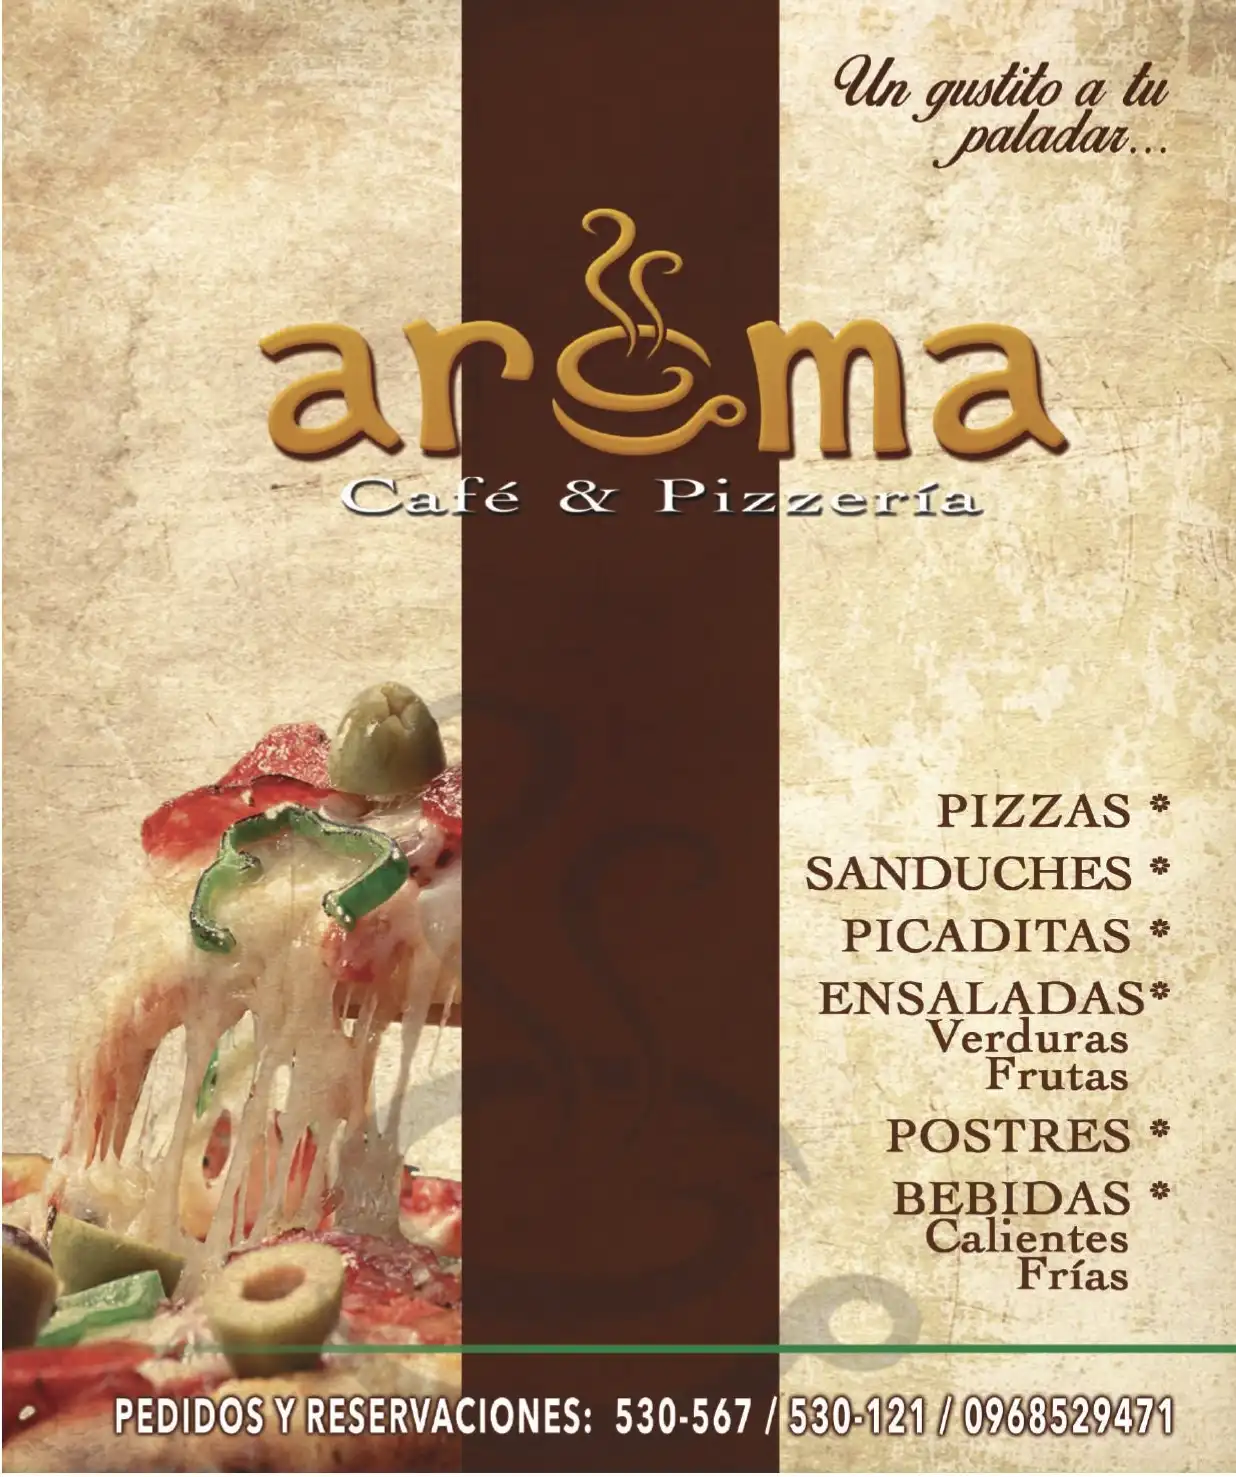 Un gustito a tu
paladar...
aroma
Café & Pizzería
PIZZAS *
SANDUCHES *
PICADITAS *
ENSALADAS*
Verduras
Frutas
POSTRES *
BEBIDAS *
Calientes
Frías
PEDIDOS Y RESERVACIONES: 530-567 / 530-121 / 0968529471